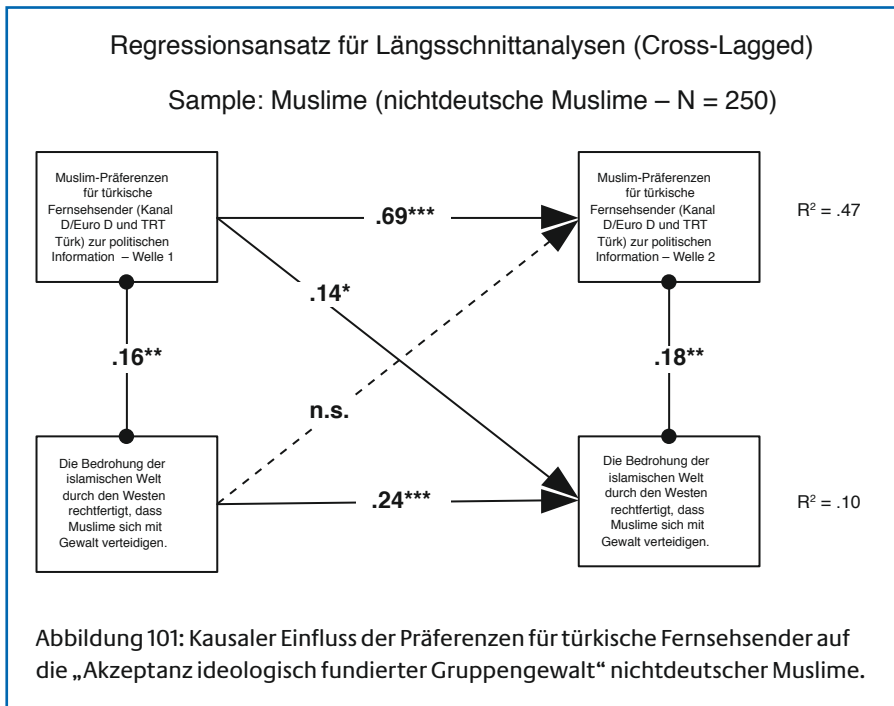 Regressionsansatz für Längsschnittanalysen (Cross-Lagged)
Sample: Muslime (nichtdeutsche Muslime – N = 250)
Muslim-Präferenzen
für türkische
Fernsehsender (Kanal
D/Euro D und TRT
Türk) zur politischen
Information – Welle 1
.69***
Muslim-Präferenzen
für türkische
Fernsehsender (Kanal
D/Euro D und TRT
Türk) zur politischen
Information – Welle 2
R² = .47
.14*
.16**
.18**
n.s.
Die Bedrohung der
islamischen Welt
durch den Westen
rechtfertigt, dass
Muslime sich mit
Gewalt verteidigen.
.24***
Die Bedrohung der
islamischen Welt
durch den Westen
rechtfertigt, dass
Muslime sich mit
Gewalt verteidigen.
R² = .10
Abbildung 101: Kausaler Einfluss der Präferenzen für türkische Fernsehsender auf
die „Akzeptanz ideologisch fundierter Gruppengewalt“ nichtdeutscher Muslime.